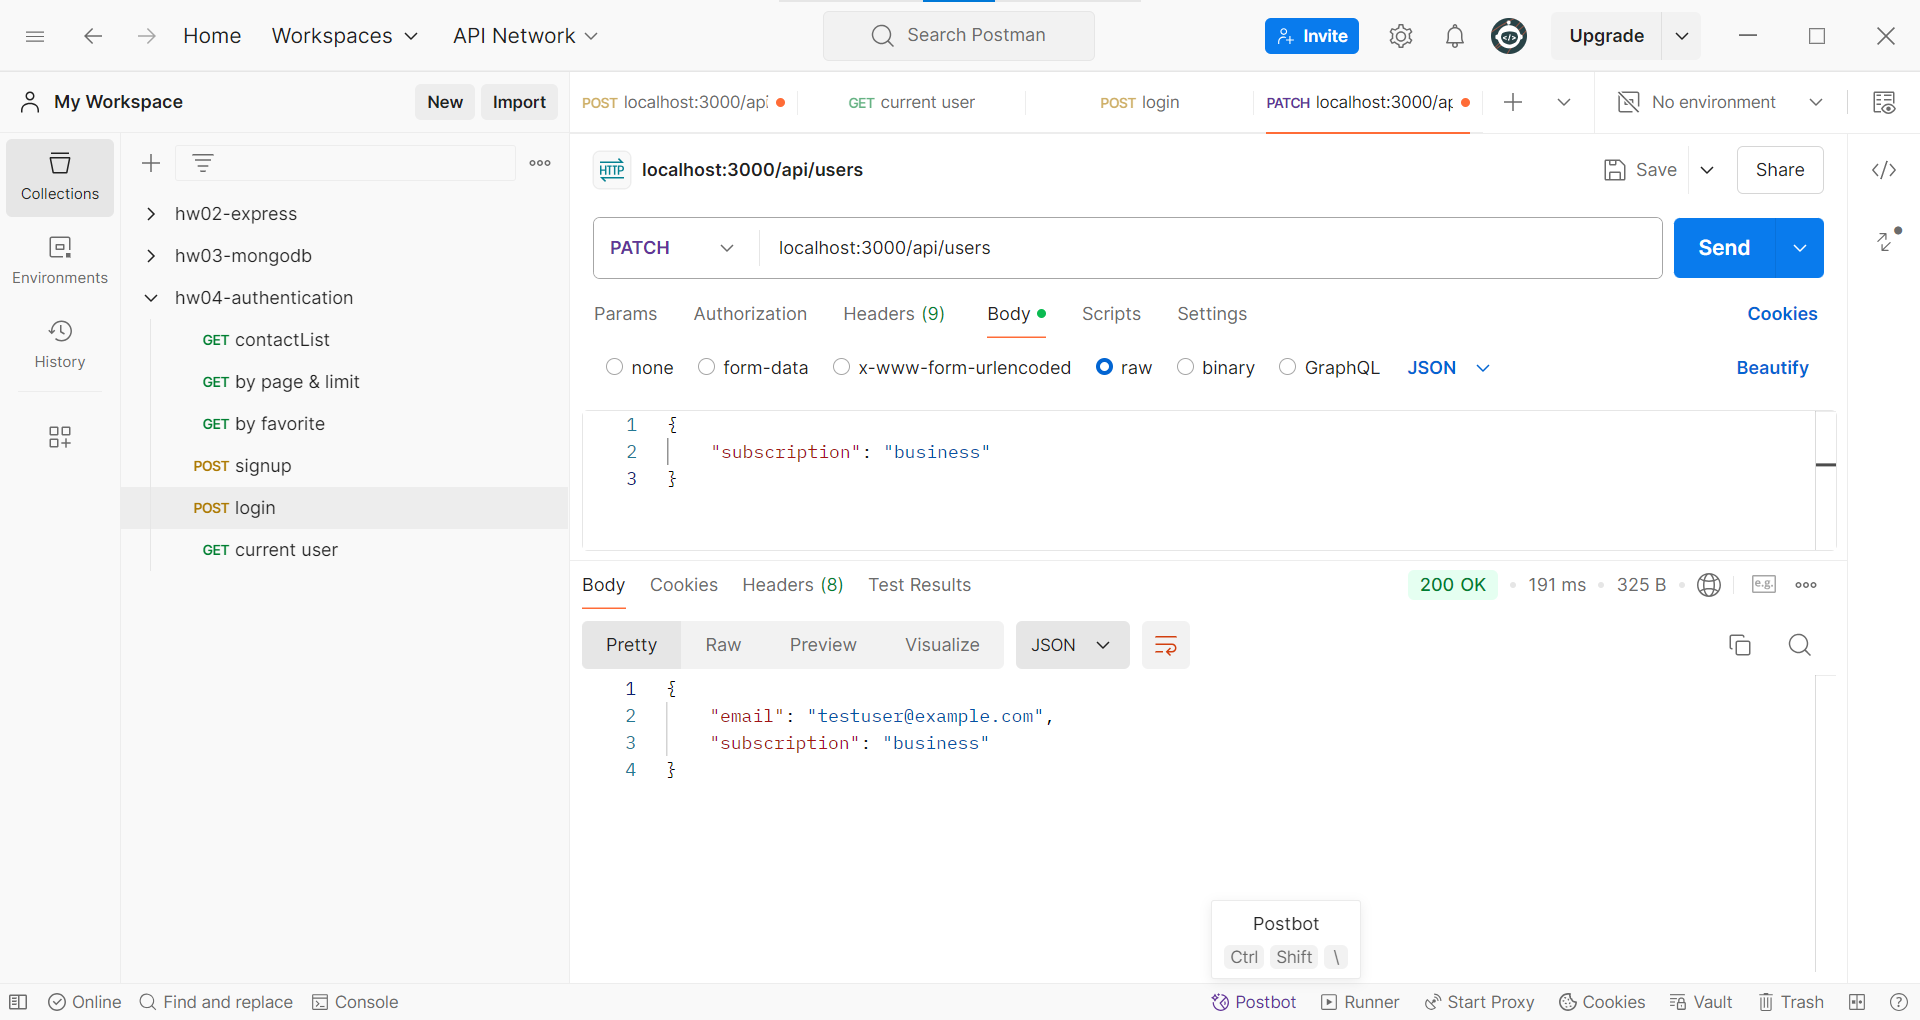 Home Workspaces API Network Search Postman Invite Upgrade
My Workspace New Import POST localhost:3000/api GET current user POST login PATCH localhost:3000/ap No environment
HTTP localhost:3000/api/users Save Share
Collections
Environments
History
hw02-express
hw03-mongodb
hw04-authentication
GET contactList
GET by page & limit
GET by favorite
POST signup
POST login
GET current user
PATCH localhost:3000/api/users Send
Params Authorization Headers (9) Body Scripts Settings Cookies
none form-data x-www-form-urlencoded raw binary GraphQL JSON Beautify
1 {
2 "subscription": "business"
3 }
Body Cookies Headers (8) Test Results 200 OK 191 ms 325 B e.g.
Pretty Raw Preview Visualize JSON
1 {
2 "email": "testuser@example.com",
3 "subscription": "business"
4 }
Postbot
Ctrl Shift \
Online Find and replace Console Postbot Runner Start Proxy Cookies Vault Trash